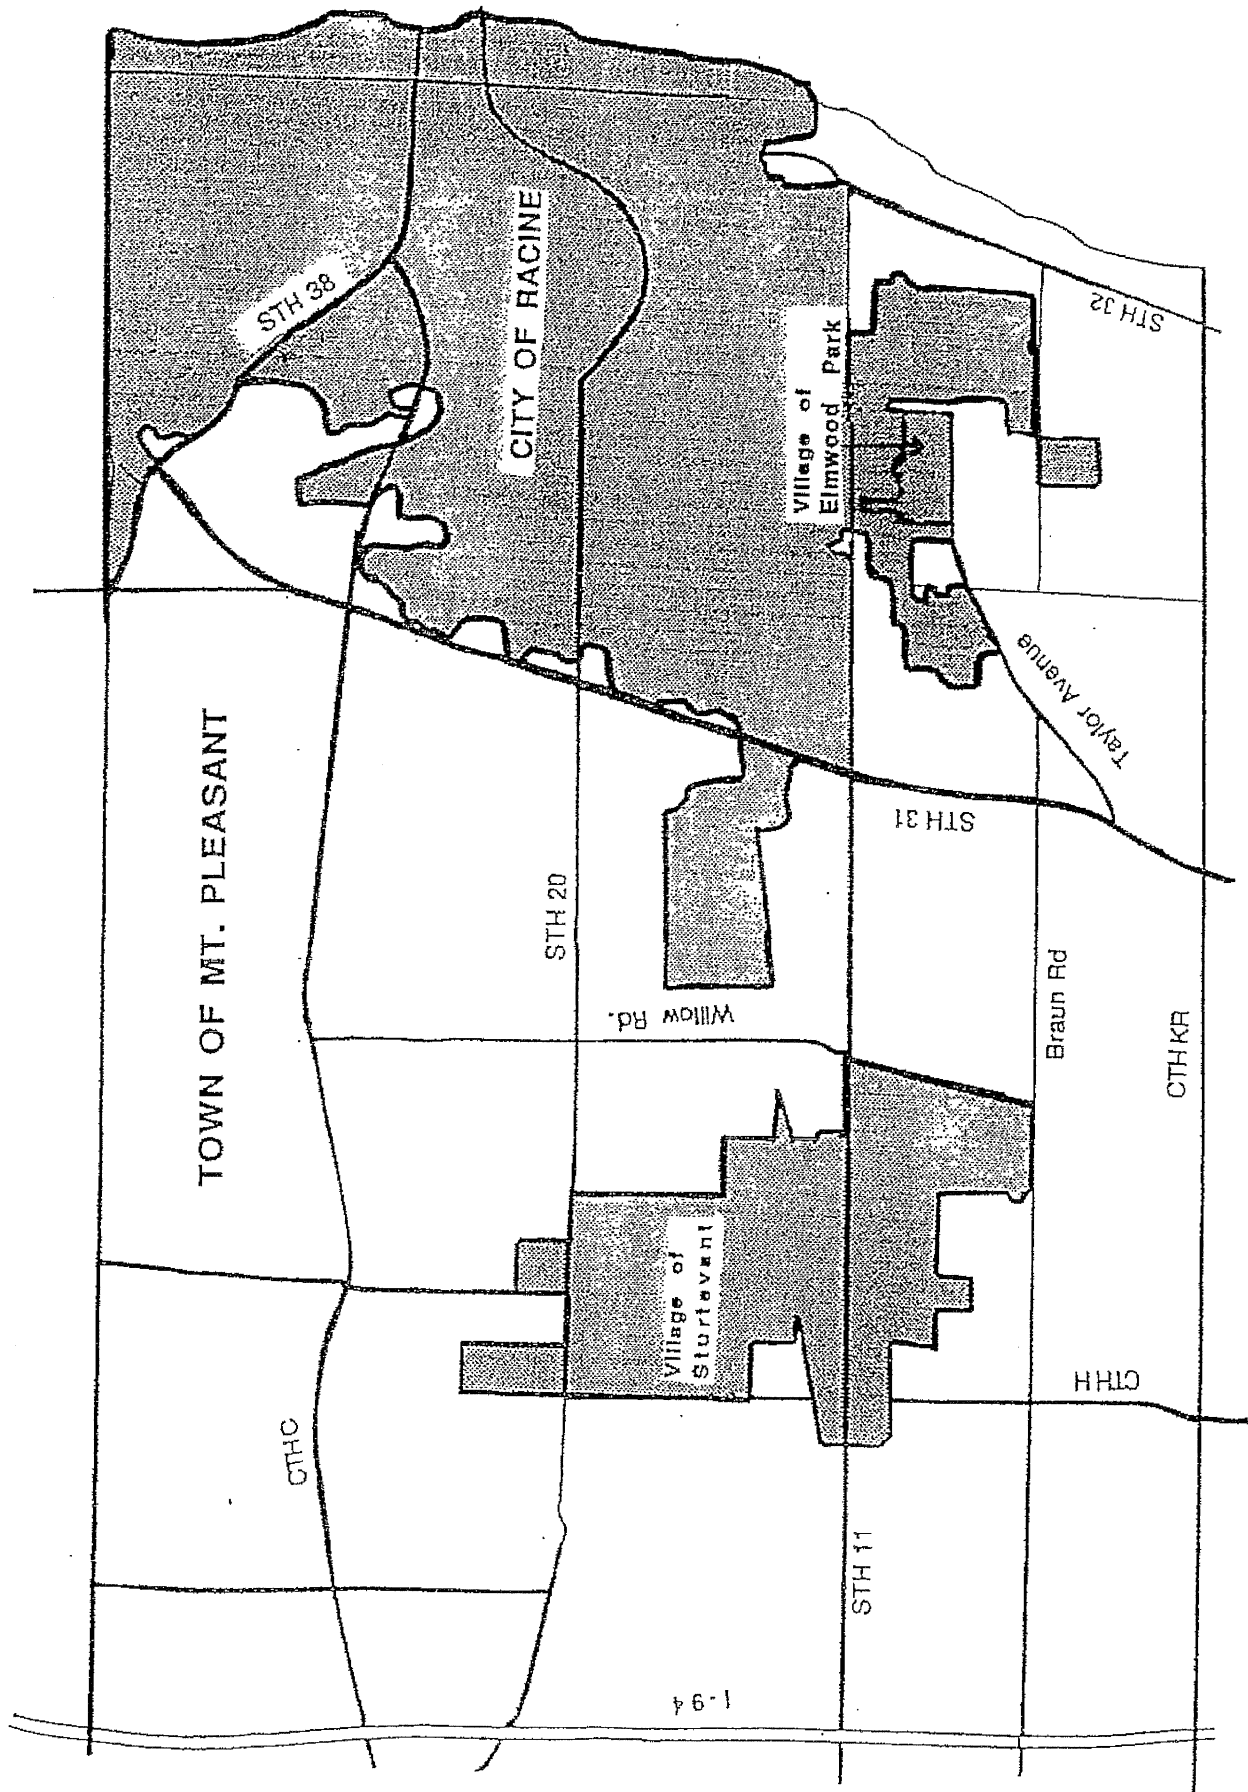 TOWN OF MT. PLEASANT
STH 38
CITY OF RACINE
Village of
Elmwood Park
STH 32
CTH C
STH 20
Willow Rd.
STH 31
Taylor Avenue
Village of
Sturtevant
Braun Rd
CTH KR
CTH H
STH 11
I-94